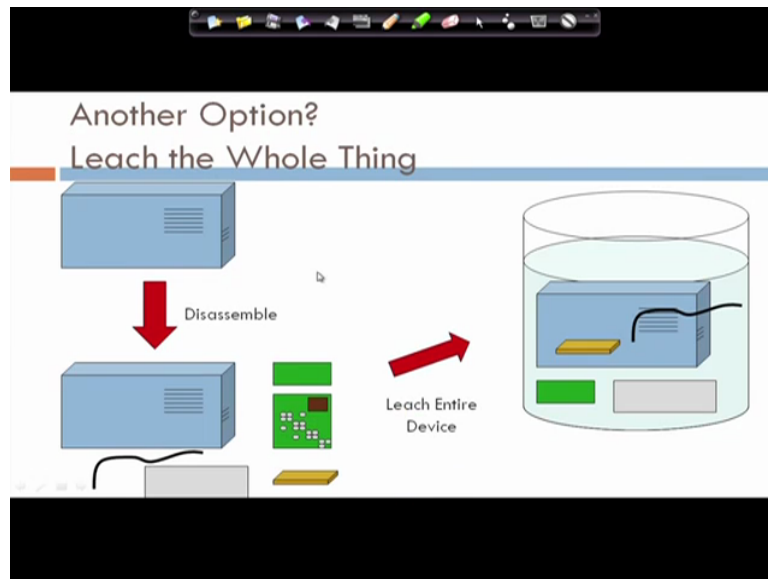 Another Option?
Leach the Whole Thing
Disassemble
Leach Entire
Device